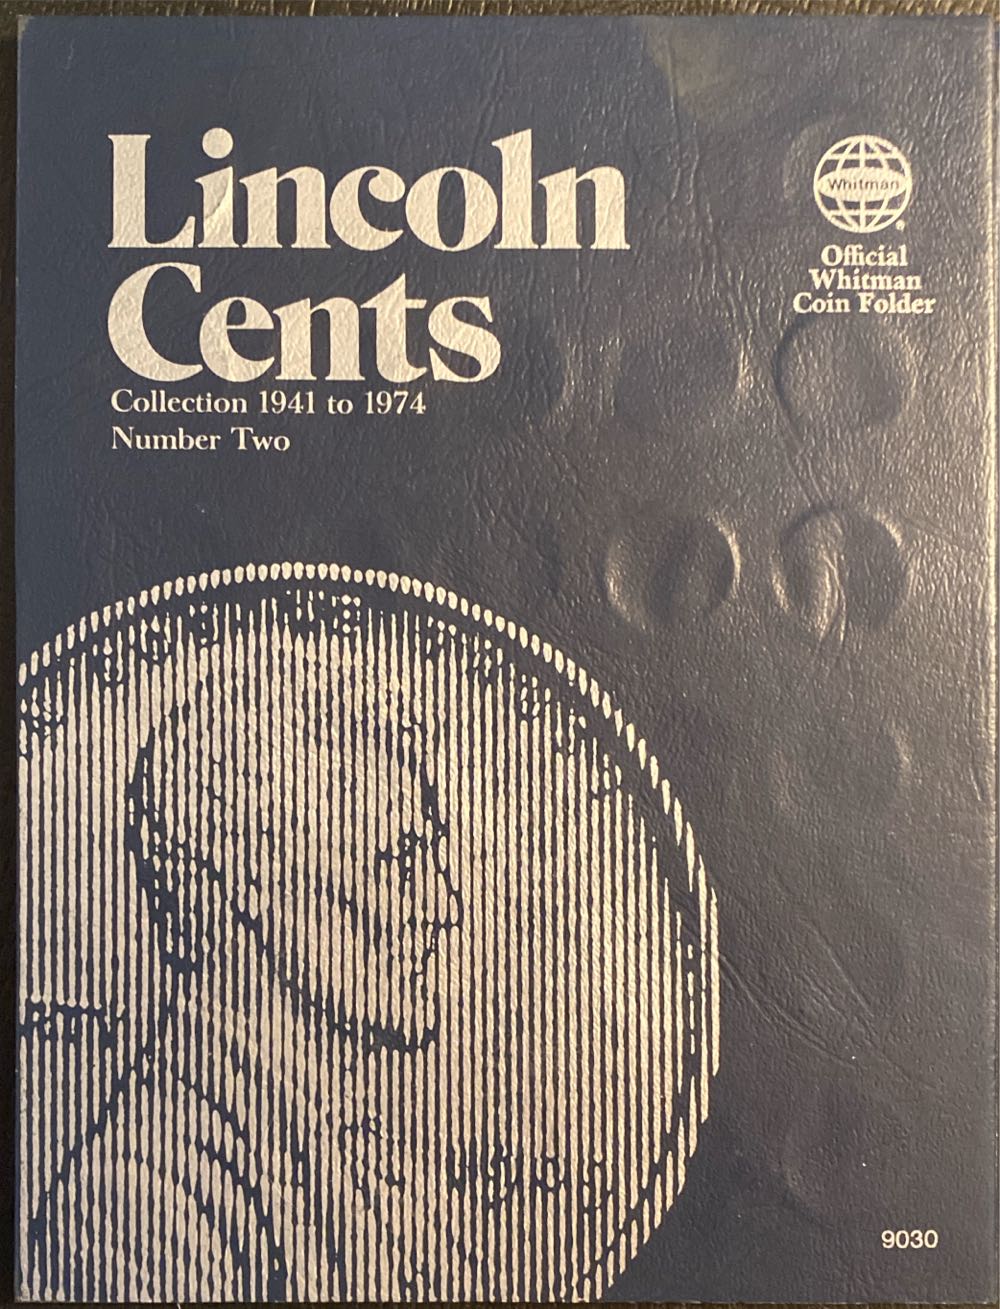 Lincoln
Cents
Collection 1941 to 1974
Number Two
Whitman
®
Official
Whitman
Coin Folder
9030